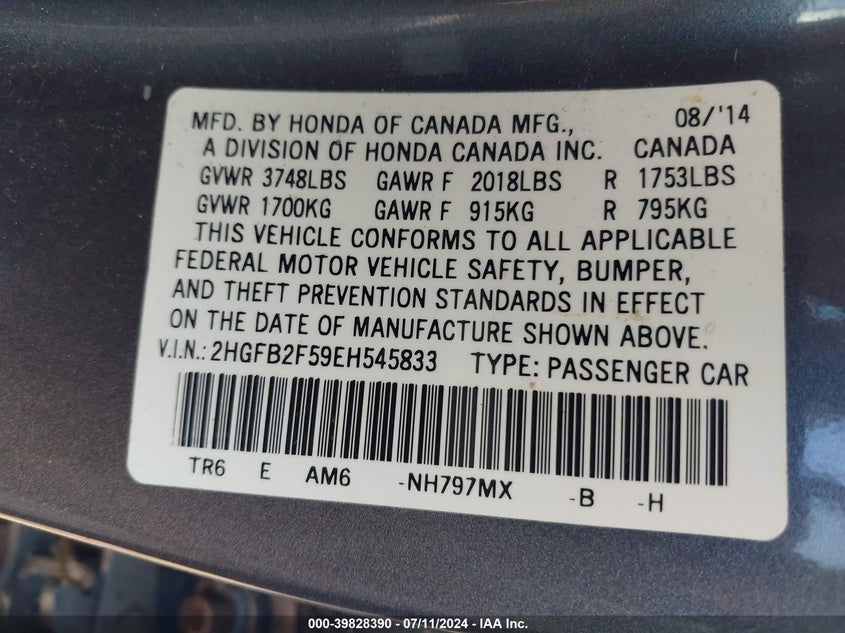 MFD. BY HONDA OF CANADA MFG., 08/'14
A DIVISION OF HONDA CANADA INC. CANADA
GVWR 3748LBS GAWR F 2018LBS R 1753LBS
GVWR 1700KG GAWR F 915KG R 795KG
THIS VEHICLE CONFORMS TO ALL APPLICABLE
FEDERAL MOTOR VEHICLE SAFETY, BUMPER,
AND THEFT PREVENTION STANDARDS IN EFFECT
ON THE DATE OF MANUFACTURE SHOWN ABOVE.
V.I.N.: 2HGFB2F59EH545833 TYPE: PASSENGER CAR
TR6 E AM6 -NH797MX -B -H
000-39828390 - 07/11/2024 - IAA Inc.